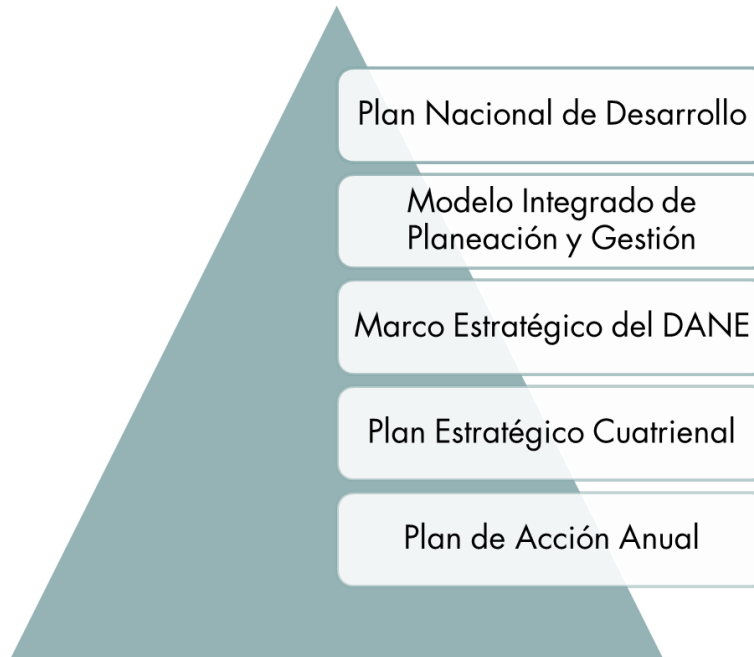 Plan Nacional de Desarrollo
Modelo Integrado de
Planeación y Gestión
Marco Estratégico del DANE
Plan Estratégico Cuatrienal
Plan de Acción Anual